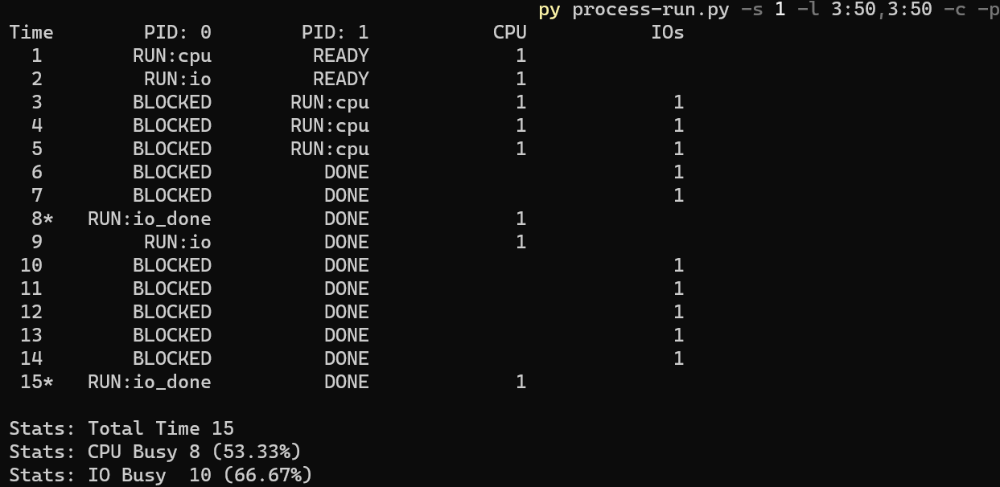 py process-run.py -s 1 -l 3:50,3:50 -c -p
Time PID: 0 PID: 1 CPU IOs
1 RUN:cpu READY 1
2 RUN:io READY 1
3 BLOCKED RUN:cpu 1 1
4 BLOCKED RUN:cpu 1 1
5 BLOCKED RUN:cpu 1 1
6 BLOCKED DONE 1
7 BLOCKED DONE 1
8* RUN:io_done DONE 1
9 RUN:io DONE 1
10 BLOCKED DONE 1
11 BLOCKED DONE 1
12 BLOCKED DONE 1
13 BLOCKED DONE 1
14 BLOCKED DONE 1
15* RUN:io_done DONE 1
Stats: Total Time 15
Stats: CPU Busy 8 (53.33%)
Stats: IO Busy 10 (66.67%)